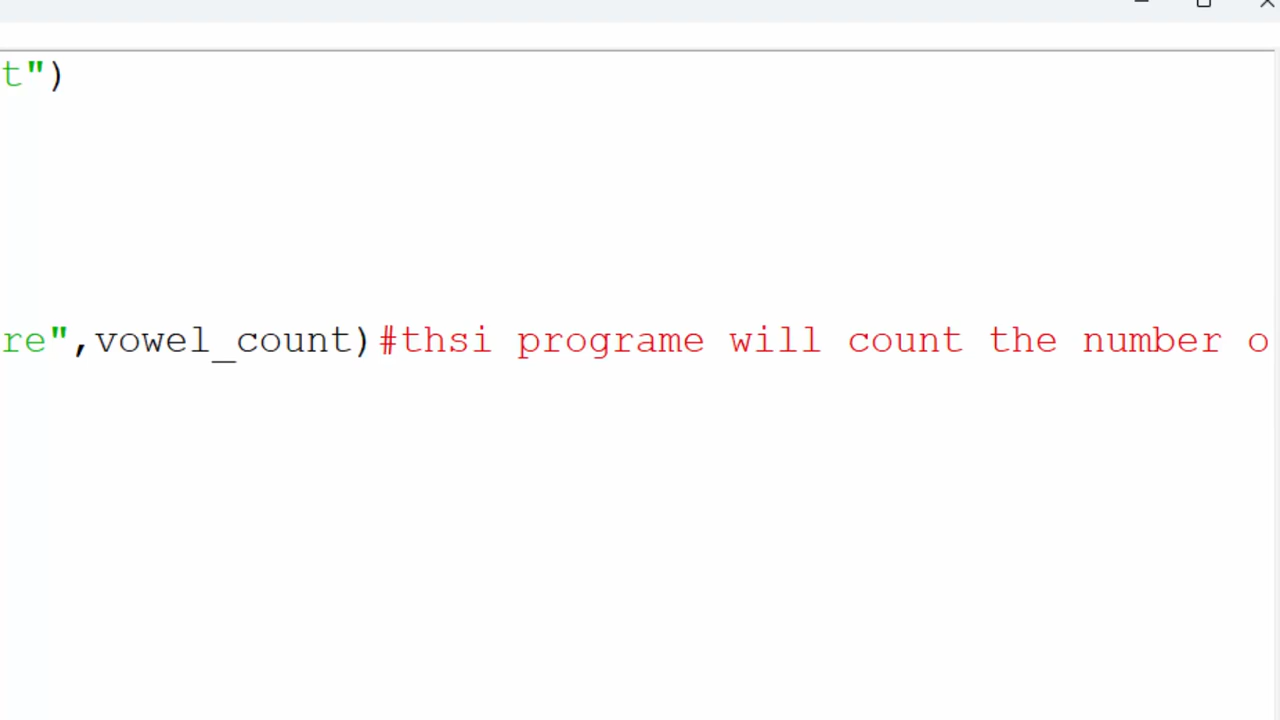 t")
re",vowel_count)#thsi programe will count the number o